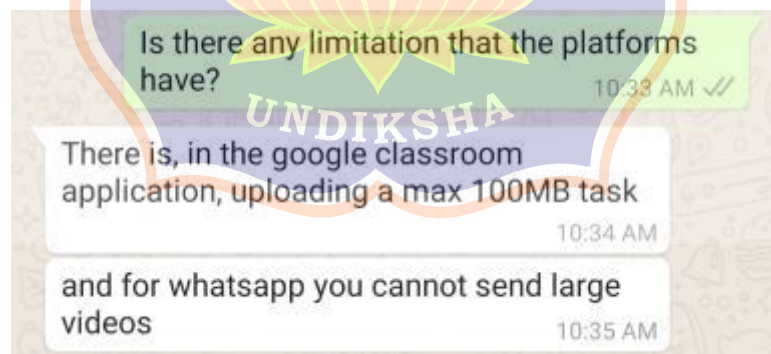 Is there any limitation that the platforms
have?
10:33 AM
UNDIKSHA
There is, in the google classroom
application, uploading a max 100MB task
10:34 AM
and for whatsapp you cannot send large
videos
10:35 AM